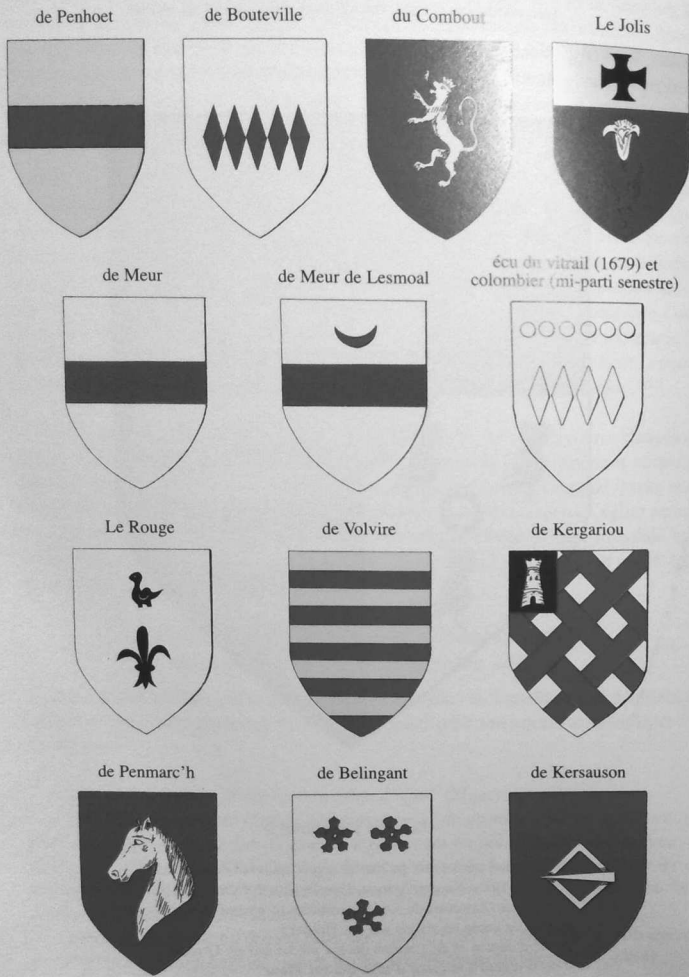 de Penhoet
de Bouteville
du Combout
Le Jolis
de Meur
de Meur de Lesmoal
écu du vitrail (1679) et
colombier (mi-parti senestre)
Le Rouge
de Volvire
de Kergariou
de Penmarc'h
de Belingant
de Kersauson